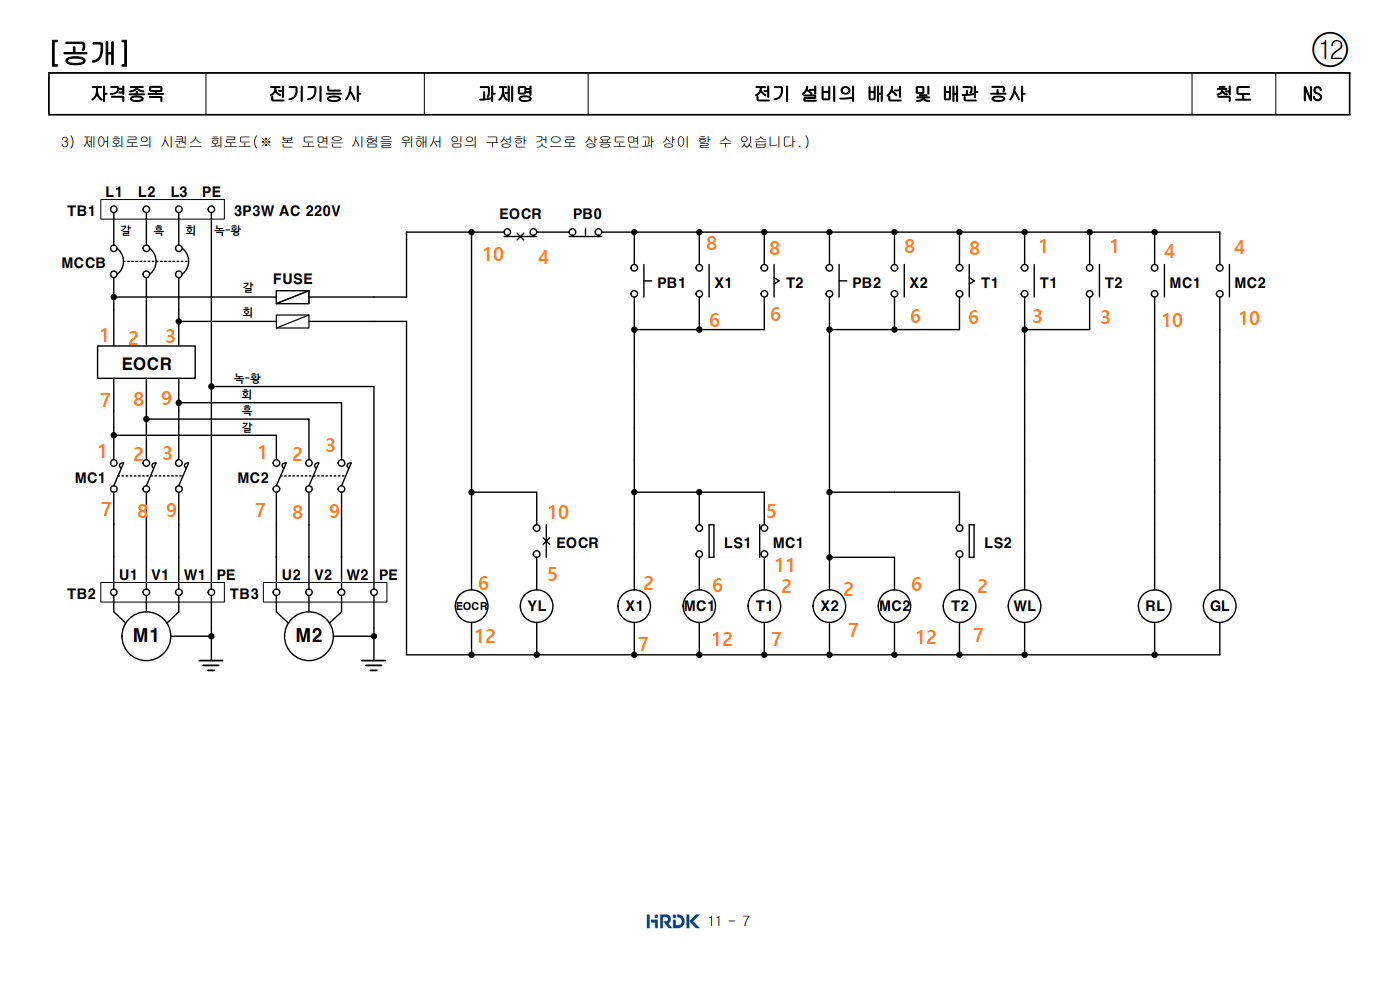 [공개]
⑫
자격종목 전기기능사 과제명 전기 설비의 배선 및 배관 공사 척도 NS
3) 제어회로의 시퀀스 회로도(※ 본 도면은 시험을 위해서 임의 구성한 것으로 상용도면과 상이 할 수 있습니다.)
L1 L2 L3 PE
TB1 3P3W AC 220V
갈 흑 회 녹-황
EOCR PB0
10 4
8 8 8 8 1 1 4 4
MCCB
FUSE
갈
회
PB1 X1 T2 PB2 X2 T1 T1 T2 MC1 MC2
6 6 6 6 3 3 10 10
1 2 3
EOCR
7 8 9
녹-황
회
흑
갈
1 2 3 1 2 3
MC1 MC2
7 8 9 7 8 9
10 5
EOCR LS1 MC1 LS2
5 11
U1 V1 W1 PE U2 V2 W2 PE
TB2 TB3
6 2 6 2 2 6 2
EOCR YL X1 MC1 T1 X2 MC2 T2 WL RL GL
12 7 12 7 7 12 7
M1 M2
HRDK 11 - 7